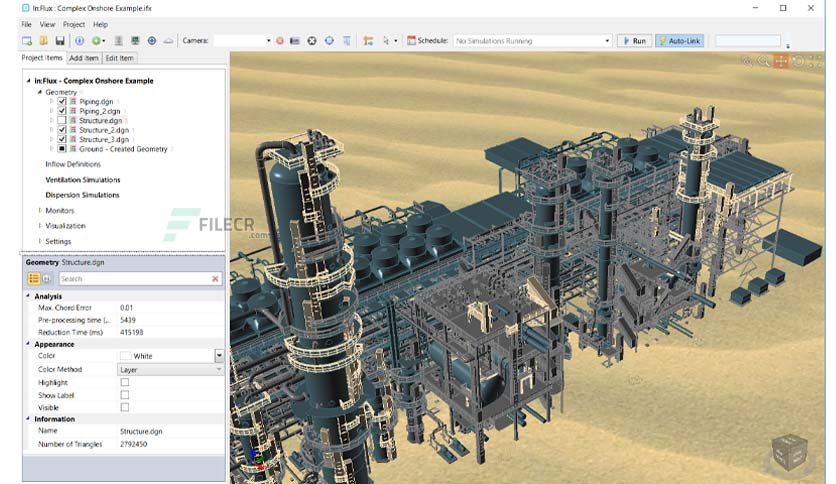 In:Flux : Complex Onshore Example.ifx
File View Project Help
Camera:
Schedule: No Simulations Running
Run
Auto-Link
Project Items Add Item Edit Item
in:Flux - Complex Onshore Example
Geometry
Piping.dgn
Piping_2.dgn
Structure.dgn
Structure_2.dgn
Structure_3.dgn
Ground - Created Geometry
Inflow Definitions
Ventilation Simulations
Dispersion Simulations
Monitors
Visualization
Settings
FILECR
.com
Geometry Structure.dgn
Search
Analysis
Max. Chord Error 0.01
Pre-processing time (... 5439
Reduction Time (ms) 415198
Appearance
Color White
Color Method Layer
Highlight
Show Label
Visible
Information
Name Structure.dgn
Number of Triangles 2792450